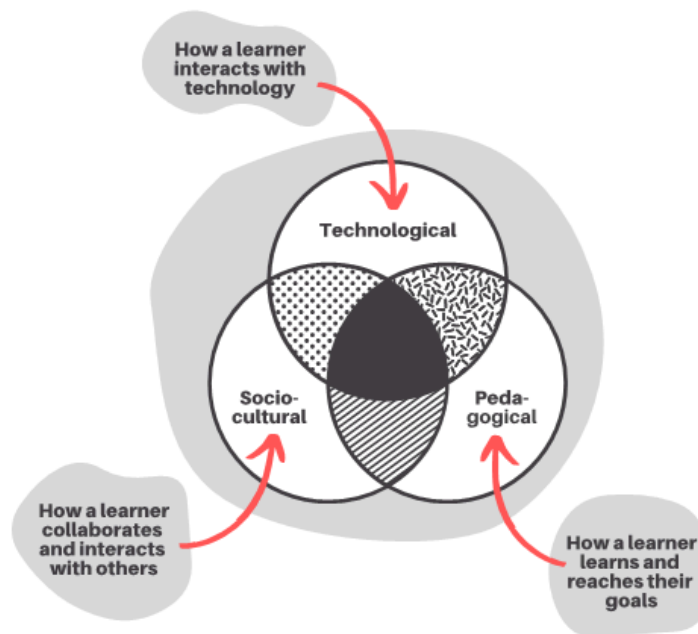 How a learner
interacts with
technology
Technological
Socio-
cultural
Peda-
gogical
How a learner
collaborates
and interacts
with others
How a learner
learns and
reaches their
goals